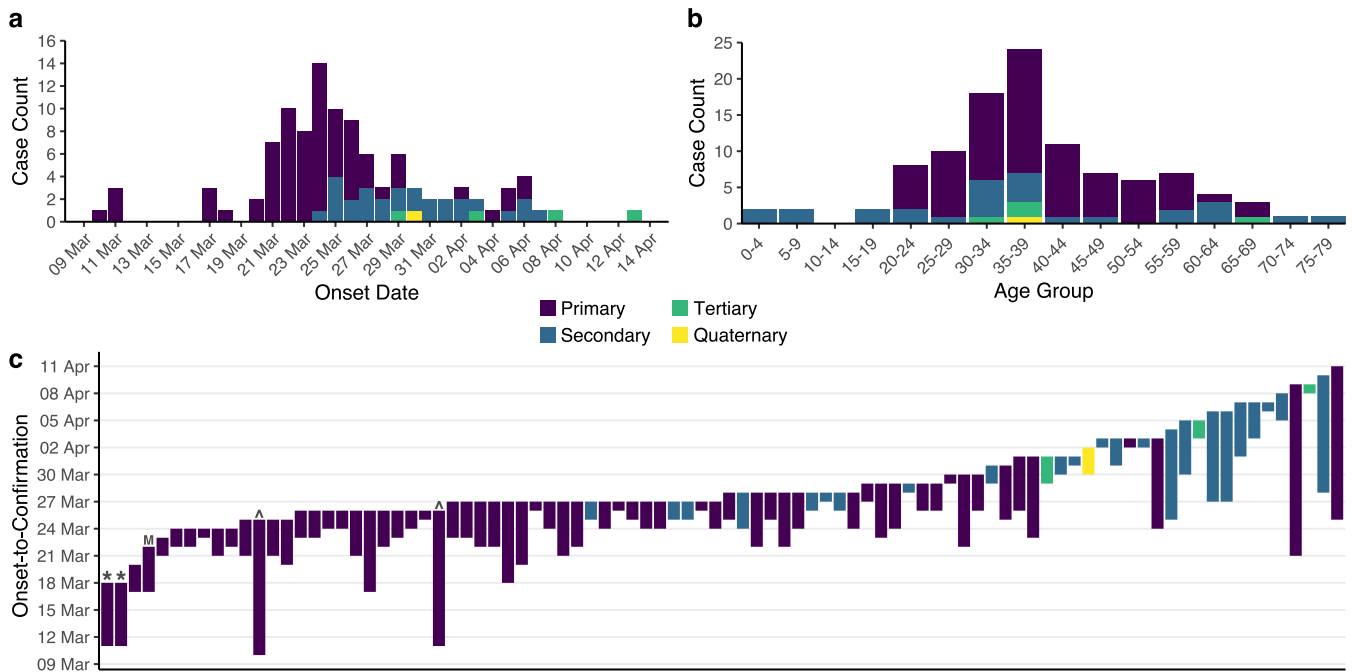 a
Case Count
16
14
12
10
8
6
4
2
0
09 Mar
11 Mar
13 Mar
15 Mar
17 Mar
19 Mar
21 Mar
23 Mar
25 Mar
27 Mar
29 Mar
31 Mar
02 Apr
04 Apr
06 Apr
08 Apr
10 Apr
12 Apr
14 Apr
Onset Date
b
Case Count
25
20
15
10
5
0
0-4
5-9
10-14
15-19
20-24
25-29
30-34
35-39
40-44
45-49
50-54
55-59
60-64
65-69
70-74
75-79
Age Group
Primary
Secondary
Tertiary
Quaternary
c
Onset-to-Confirmation
11 Apr
08 Apr
05 Apr
02 Apr
30 Mar
27 Mar
24 Mar
21 Mar
18 Mar
15 Mar
12 Mar
09 Mar
* *
M
^
^